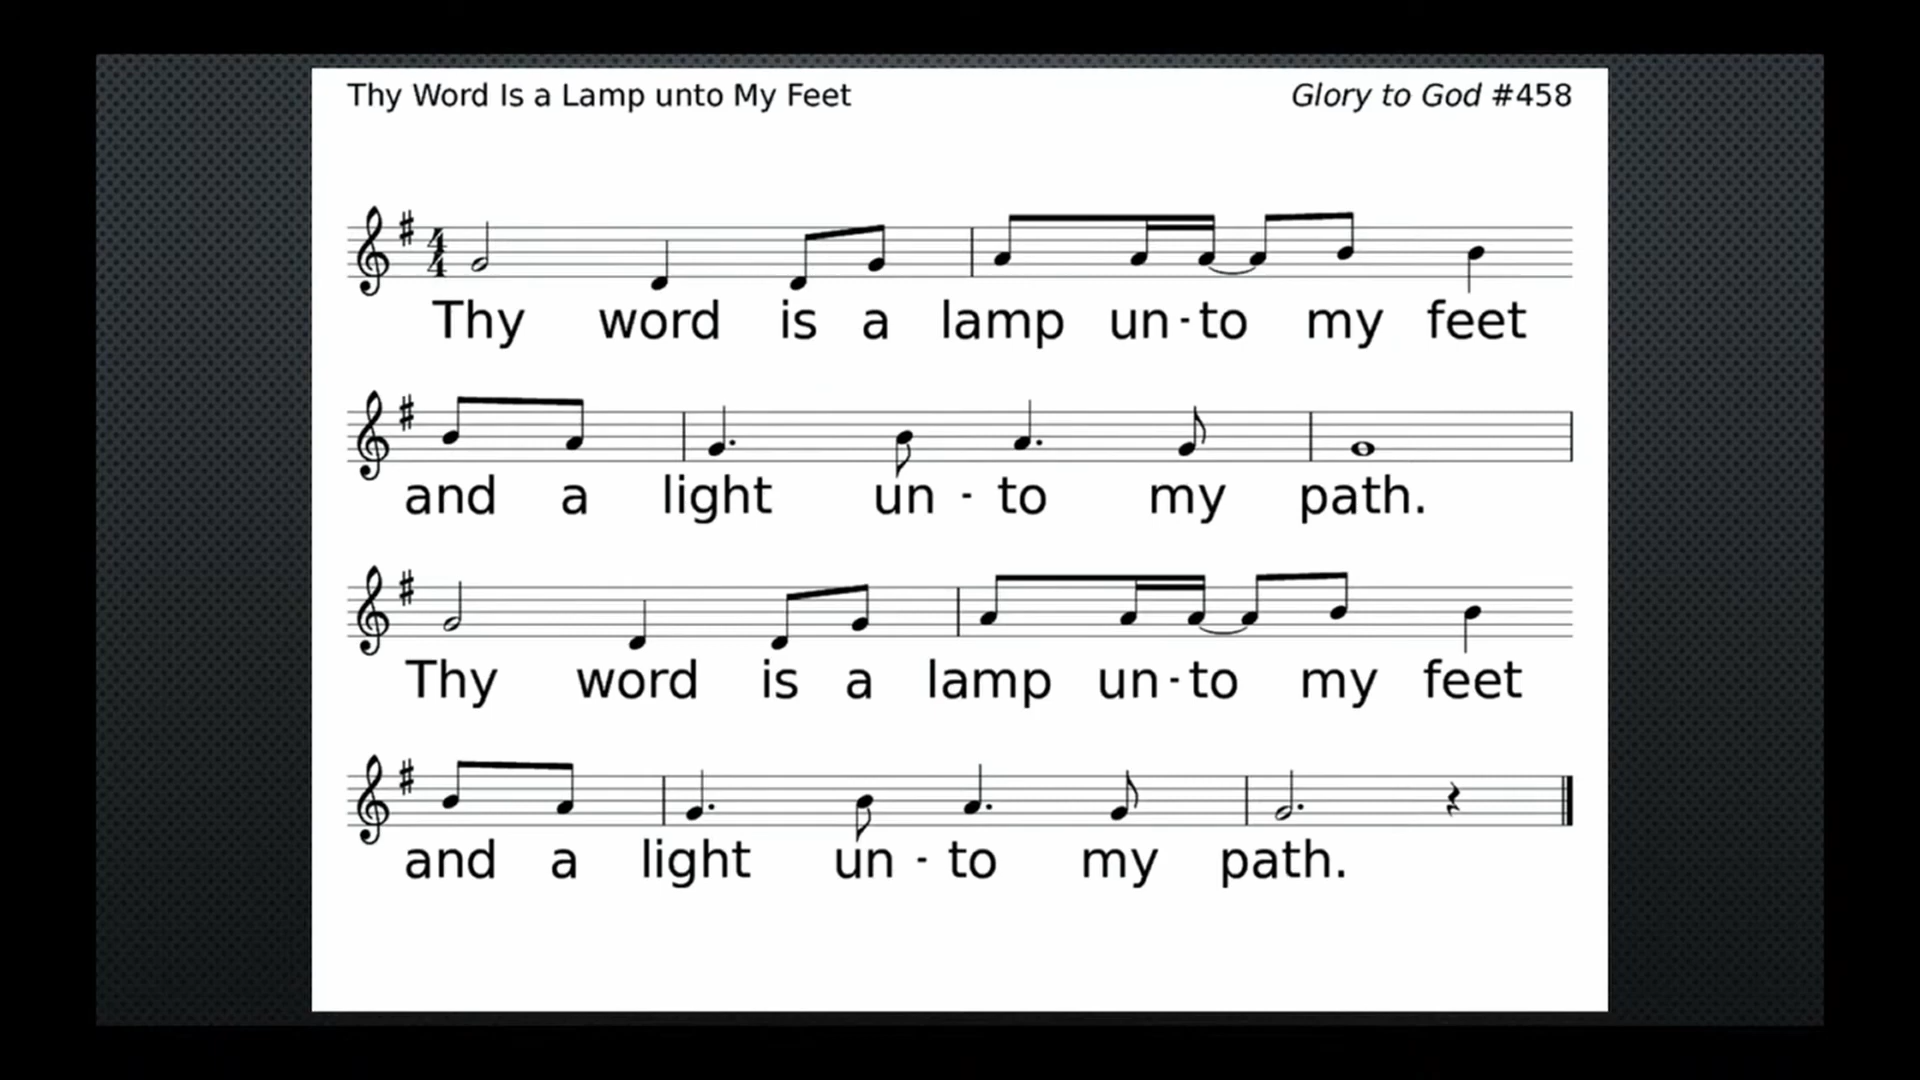 Thy Word Is a Lamp unto My Feet Glory to God #458
4
4
Thy word is a lamp un - to my feet
and a light un - to my path.
Thy word is a lamp un - to my feet
and a light un - to my path.